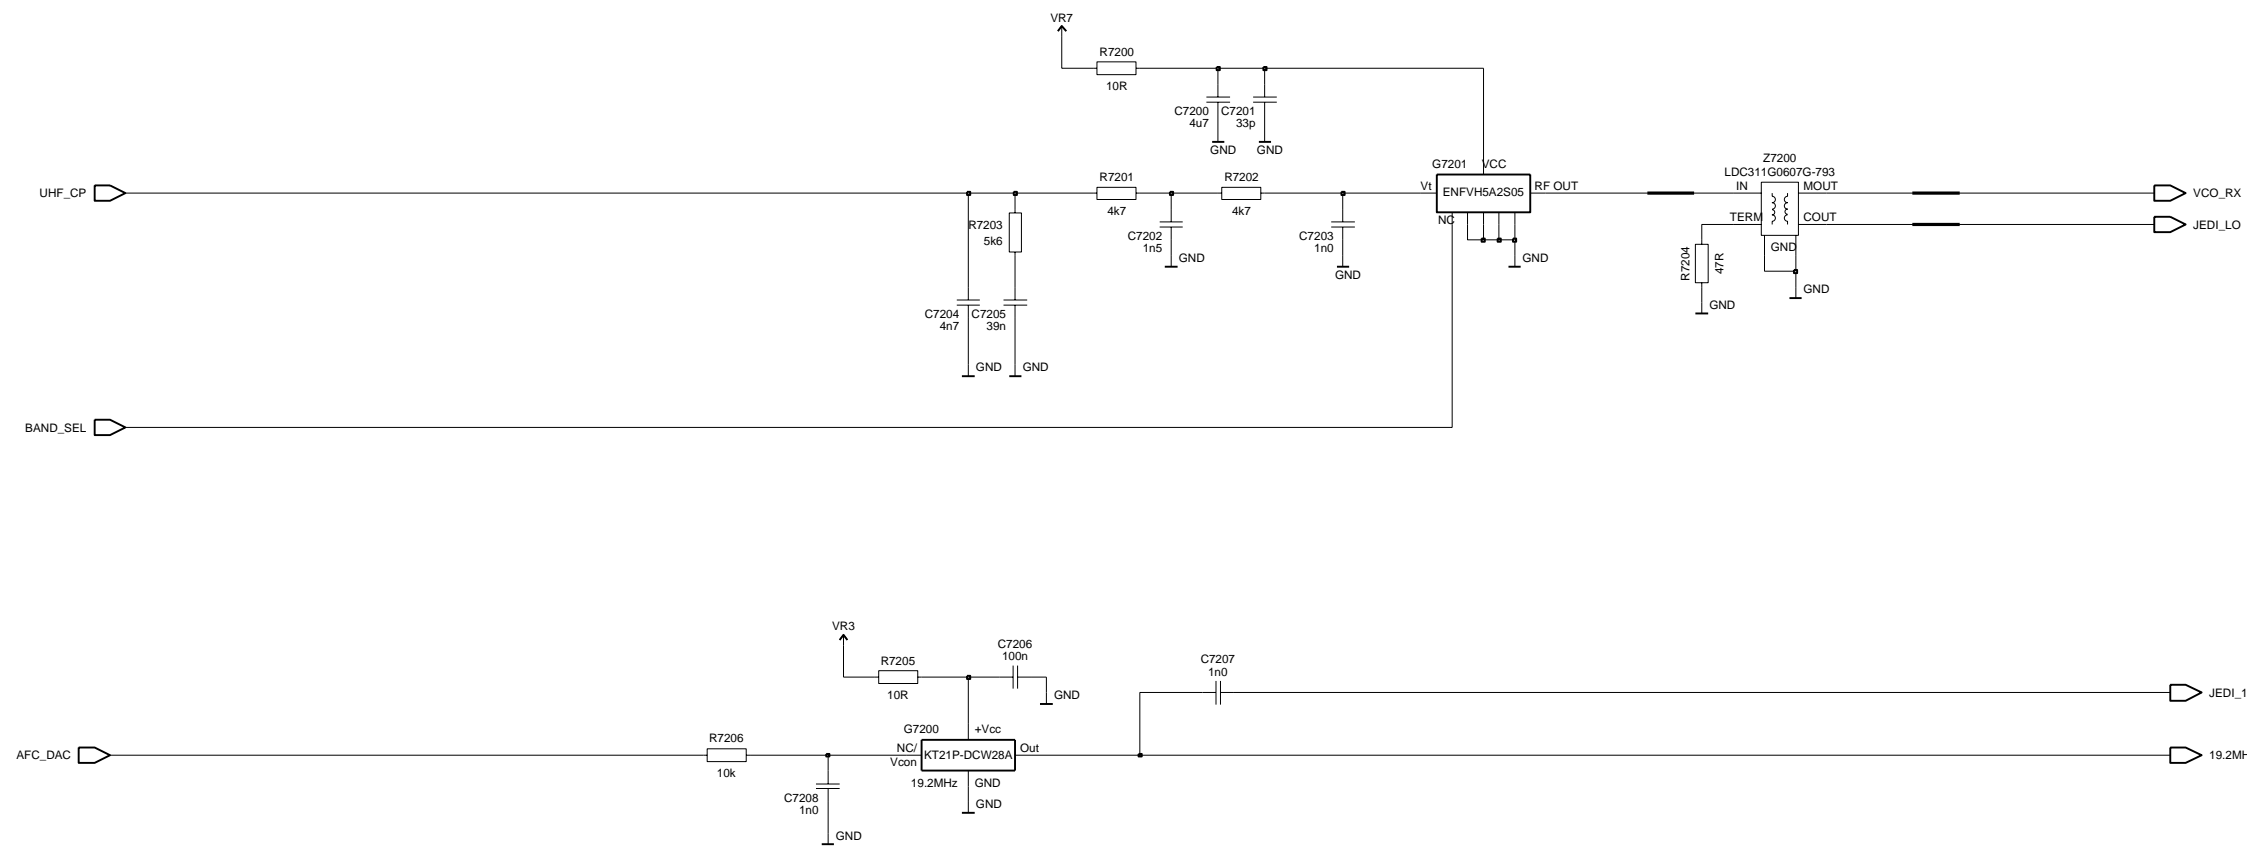 VR7
R7200
10R
C7200
4u7
C7201
33p
GND
GND
UHF_CP
R7201
4k7
R7202
4k7
R7203
5k6
C7202
1n5
GND
C7203
1n0
GND
G7201
VCC
Vt
ENFVH5A2S05
RF OUT
NC
GND
Z7200
LDC311G0607G-793
IN
MOUT
TERM
COUT
GND
GND
R7204
47R
GND
VCO_RX
JEDI_LO
C7204
4n7
C7205
39n
GND
GND
BAND_SEL
VR3
R7205
10R
C7206
100n
GND
C7207
1n0
JEDI_1
AFC_DAC
R7206
10k
G7200
+Vcc
NC/
Vcon
KT21P-DCW28A
Out
19.2MHz
GND
GND
C7208
1n0
GND
19.2MH